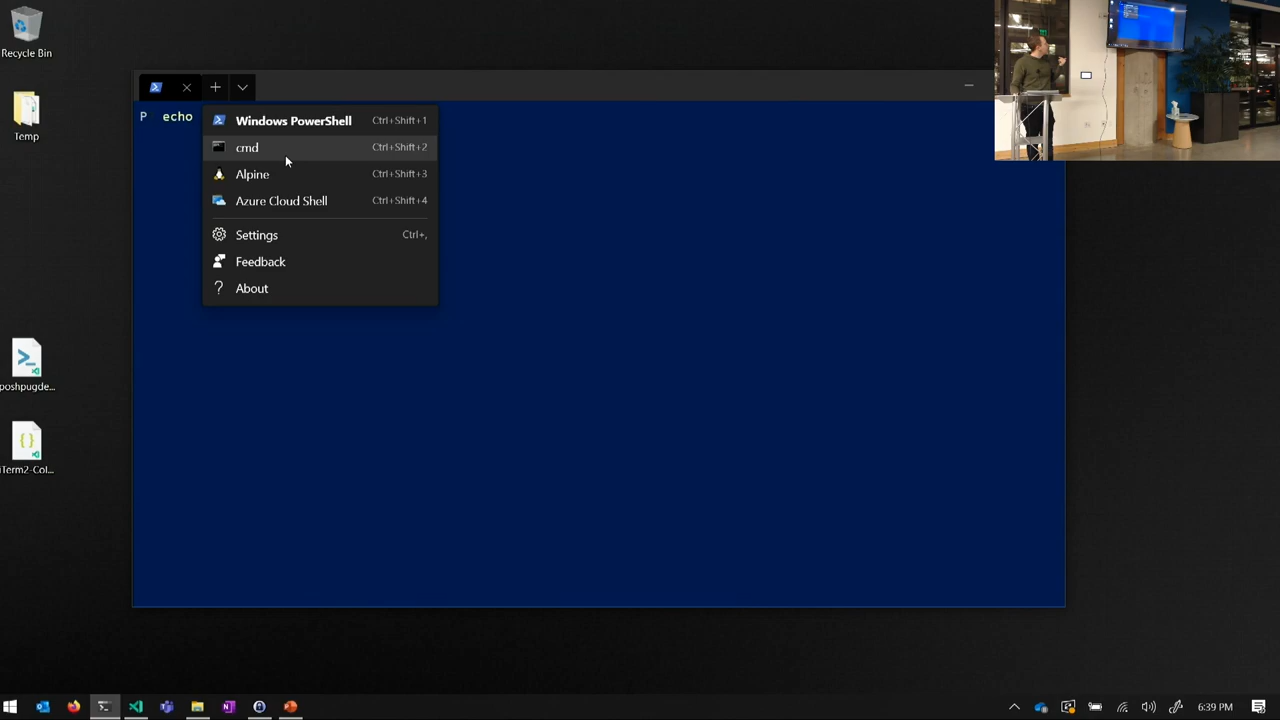 Recycle Bin
Temp
P echo
Windows PowerShell Ctrl+Shift+1
cmd Ctrl+Shift+2
Alpine Ctrl+Shift+3
Azure Cloud Shell Ctrl+Shift+4
Settings Ctrl+,
Feedback
? About
poshpugde...
iTerm2-Col...
6:39 PM